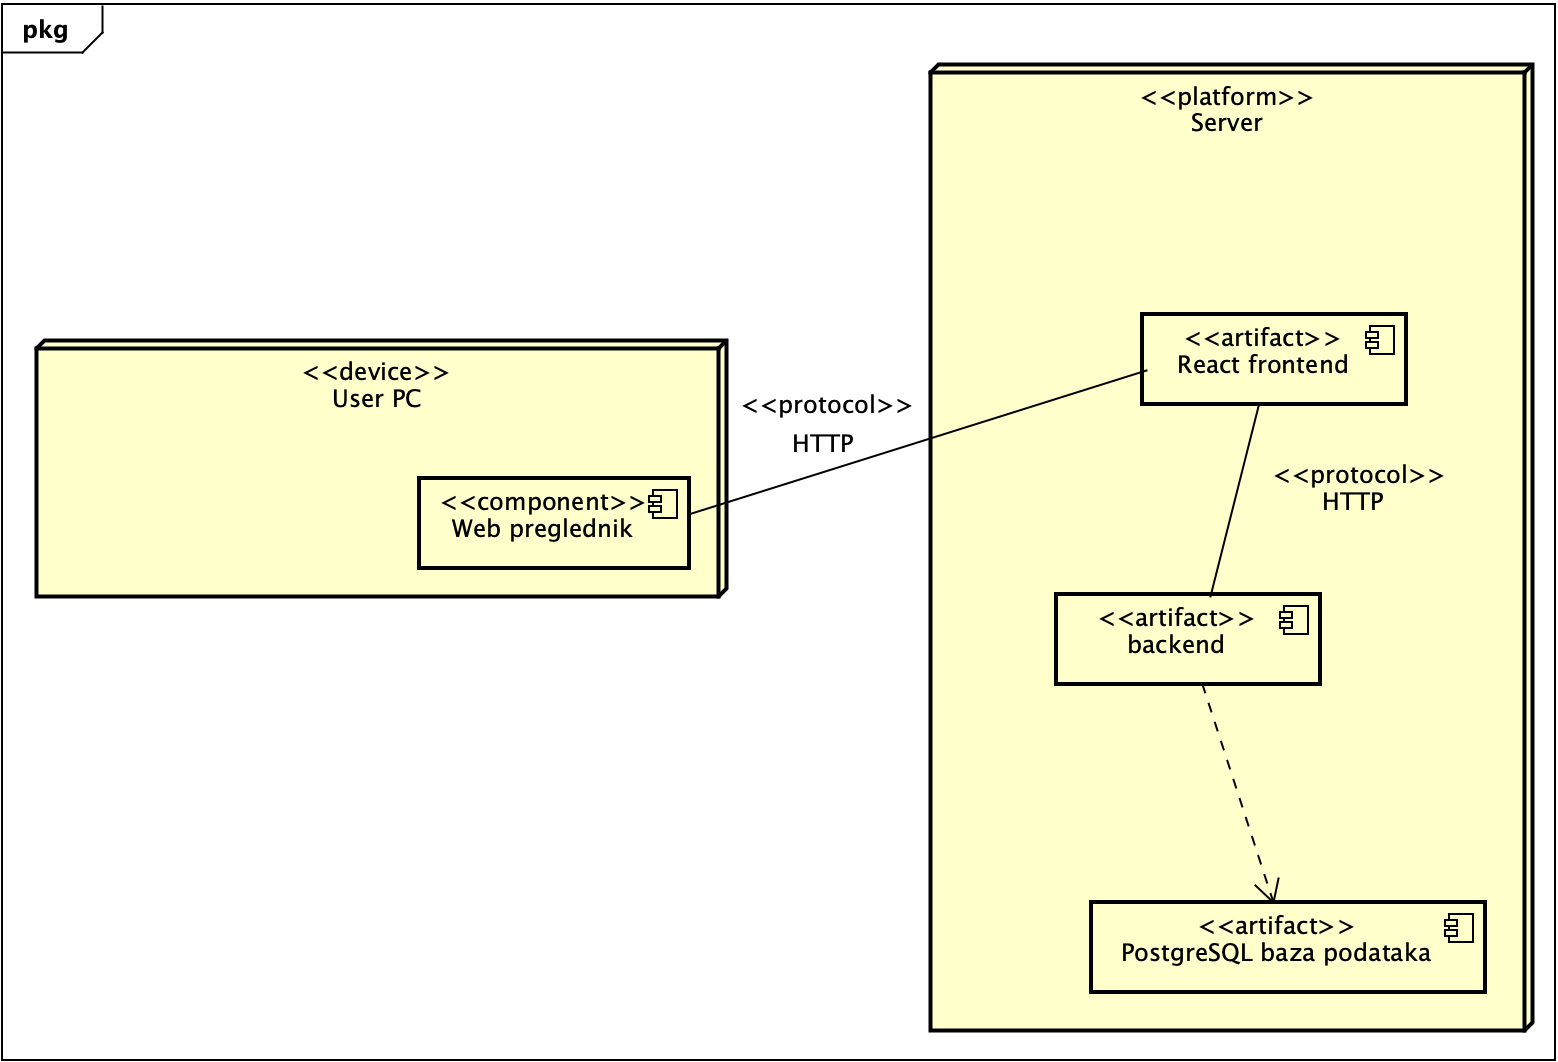 pkg
<<platform>>
Server
<<artifact>>
React frontend
<<device>>
User PC
<<protocol>>
HTTP
<<protocol>>
HTTP
<<component>>
Web preglednik
<<artifact>>
backend
<<artifact>>
PostgreSQL baza podataka